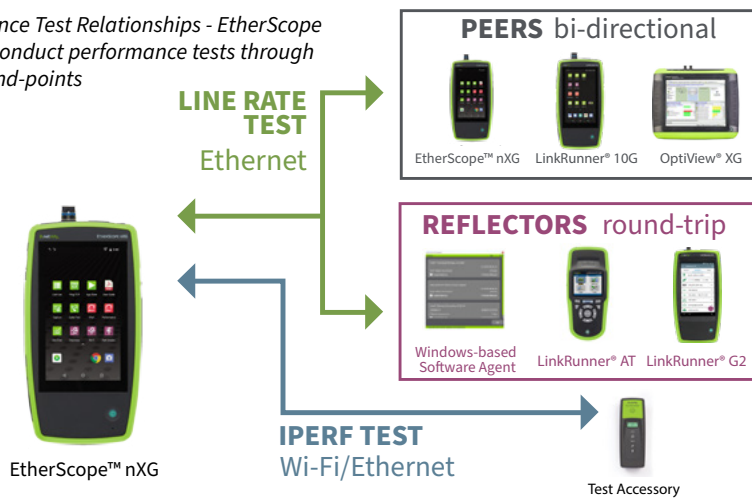 nce Test Relationships - EtherScope
onduct performance tests through
nd-points
LINE RATE
TEST
Ethernet
PEERS bi-directional
EtherScope™ nXG
LinkRunner® 10G
OptiView® XG
REFLECTORS round-trip
Windows-based
Software Agent
LinkRunner® AT
LinkRunner® G2
IPERF TEST
Wi-Fi/Ethernet
EtherScope™ nXG
Test Accessory